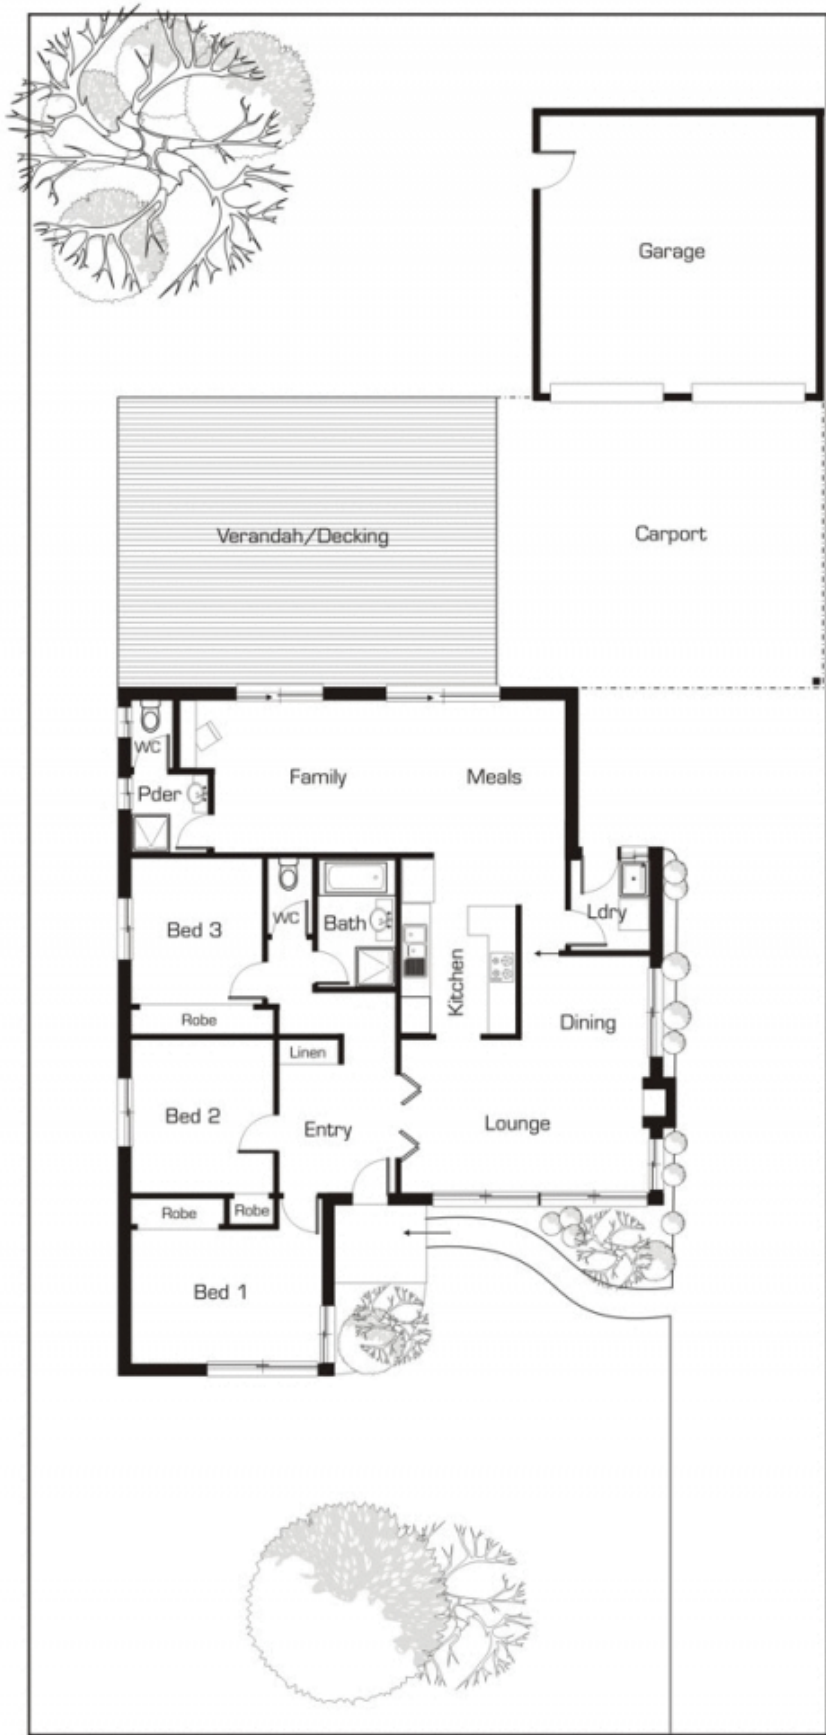 Garage
Verandah/Decking
Carport
WC
Family
Meals
Pder
Bed 3
WC
Bath
Ldry
Kitchen
Robe
Dining
Linen
Bed 2
Entry
Lounge
Robe
Robe
Bed 1